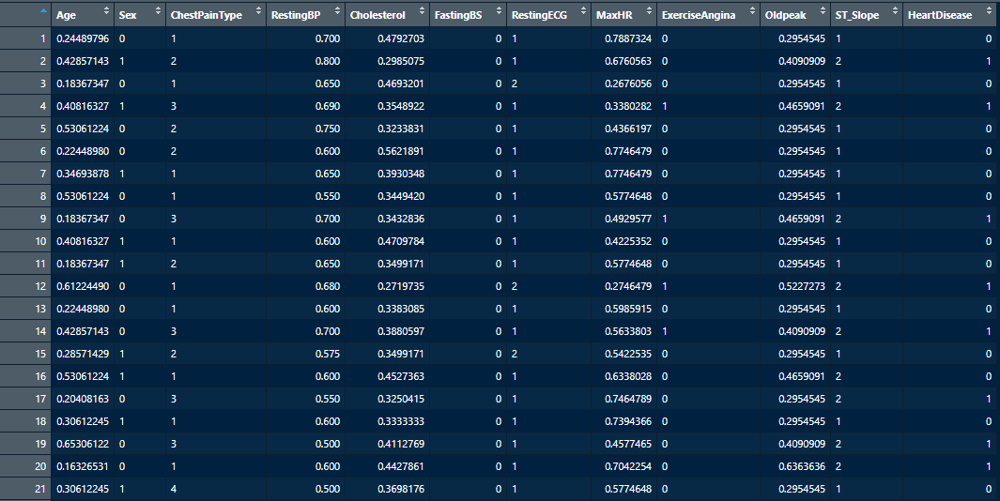 Age Sex ChestPainType RestingBP Cholesterol FastingBS RestingECG MaxHR ExerciseAngina Oldpeak ST_Slope HeartDisease
1 0.24489796 0 1 0.700 0.4792703 0 1 0.7887324 0 0.2954545 1 0
2 0.42857143 1 2 0.800 0.2985075 0 1 0.6760563 0 0.4090909 2 1
3 0.18367347 0 1 0.650 0.4693201 0 2 0.2676056 0 0.2954545 1 0
4 0.40816327 1 3 0.690 0.3548922 0 1 0.3380282 1 0.4659091 2 1
5 0.53061224 0 2 0.750 0.3233831 0 1 0.4366197 0 0.2954545 1 0
6 0.22448980 0 2 0.600 0.5621891 0 1 0.7746479 0 0.2954545 1 0
7 0.34693878 1 1 0.650 0.3930348 0 1 0.7746479 0 0.2954545 1 0
8 0.53061224 0 1 0.550 0.3449420 0 1 0.5774648 0 0.2954545 1 0
9 0.18367347 0 3 0.700 0.3432836 0 1 0.4929577 1 0.4659091 2 1
10 0.40816327 1 1 0.600 0.4709784 0 1 0.4225352 0 0.2954545 1 0
11 0.18367347 1 2 0.650 0.3499171 0 1 0.5774648 0 0.2954545 1 0
12 0.61224490 0 1 0.680 0.2719735 0 2 0.2746479 1 0.5227273 2 1
13 0.22448980 0 1 0.600 0.3383085 0 1 0.5985915 0 0.2954545 1 0
14 0.42857143 0 3 0.700 0.3880597 0 1 0.5633803 1 0.4090909 2 1
15 0.28571429 1 2 0.575 0.3499171 0 2 0.5422535 0 0.2954545 1 0
16 0.53061224 1 1 0.600 0.4527363 0 1 0.6338028 0 0.4659091 2 0
17 0.20408163 0 3 0.550 0.3250415 0 1 0.7464789 0 0.2954545 2 1
18 0.30612245 1 1 0.600 0.3333333 0 1 0.7394366 0 0.2954545 1 0
19 0.65306122 0 3 0.500 0.4112769 0 1 0.4577465 0 0.4090909 2 1
20 0.16326531 0 1 0.600 0.4427861 0 1 0.7042254 0 0.6363636 2 1
21 0.30612245 1 4 0.500 0.3698176 0 1 0.5774648 0 0.2954545 1 0